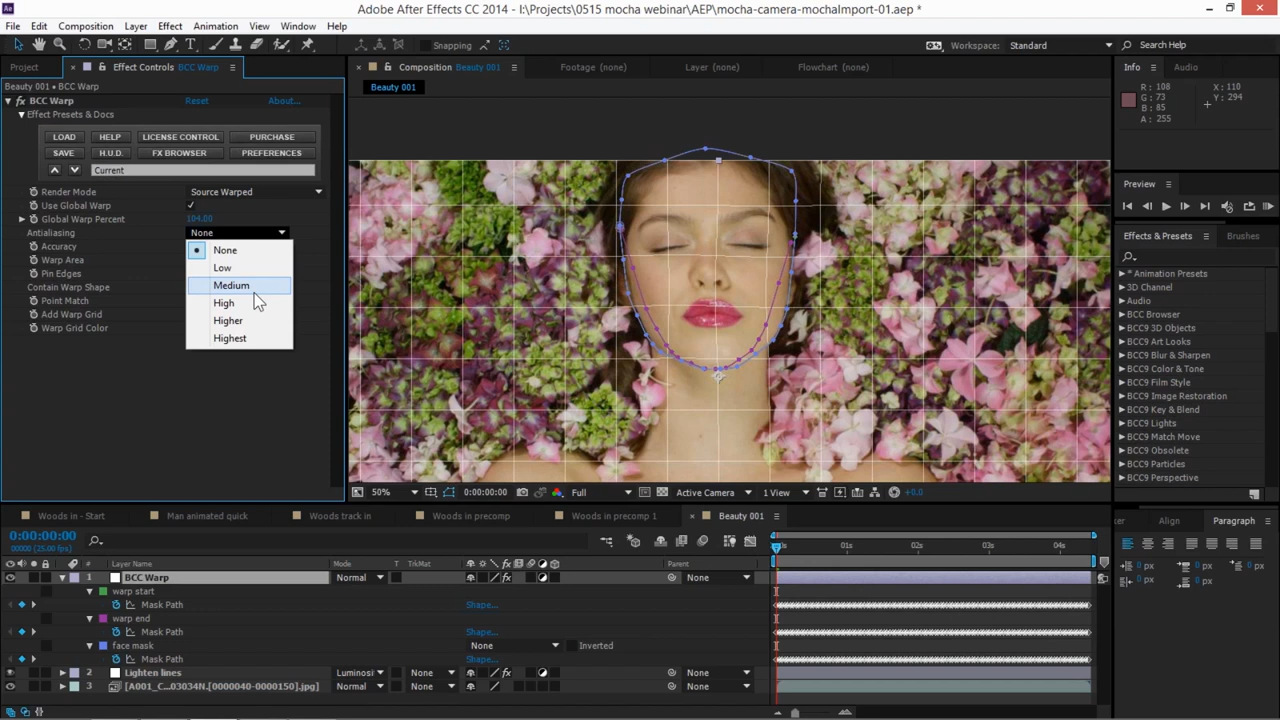 Ae Adobe After Effects CC 2014 - I:\Projects\0515 mocha webinar\AEP\mocha-camera-mochaImport-01.aep *
File Edit Composition Layer Effect Animation View Window Help
Snapping Workspace: Standard Search Help
Project × Effect Controls BCC Warp × Composition Beauty 001 Footage (none) Layer (none) Flowchart (none) Info Audio
Beauty 001 • BCC Warp
Beauty 001
fx BCC Warp Reset About...
Effect Presets & Docs
LOAD HELP LICENSE CONTROL PURCHASE
SAVE H.U.D. FX BROWSER PREFERENCES
Current
Render Mode Source Warped
Use Global Warp
Global Warp Percent 104.00
Antialiasing None
Accuracy
Warp Area
Pin Edges
Contain Warp Shape
Point Match
Add Warp Grid
Warp Grid Color
None
Low
Medium
High
Higher
Highest
R : 108 X : 110
G : 73 Y : 294
B : 85
A : 255
Preview
Effects & Presets Brushes
* Animation Presets
3D Channel
Audio
BCC Browser
BCC9 3D Objects
BCC9 Art Looks
BCC9 Blur & Sharpen
BCC9 Color & Tone
BCC9 Film Style
BCC9 Image Restoration
BCC9 Key & Blend
BCC9 Lights
BCC9 Match Move
BCC9 Obsolete
BCC9 Particles
BCC9 Perspective
50% 0:00:00:00 Full Active Camera 1 View +0.0
Woods in - Start Man animated quick Woods track in Woods in precomp Woods in precomp 1 × Beauty 001
Align Paragraph
0:00:00:00
00000 (25.00 fps)
01s 02s 03s 04s
# Layer Name Mode T TrkMat Parent
0 px 0 px 0 px
0 px 0 px
1 BCC Warp Normal None
warp start
Mask Path Shape...
warp end
Mask Path Shape...
face mask None Inverted
Mask Path Shape...
2 Lighten lines Luminosi None None
3 [A001_C...03034N.[0000040-0000150].jpg] Normal None None